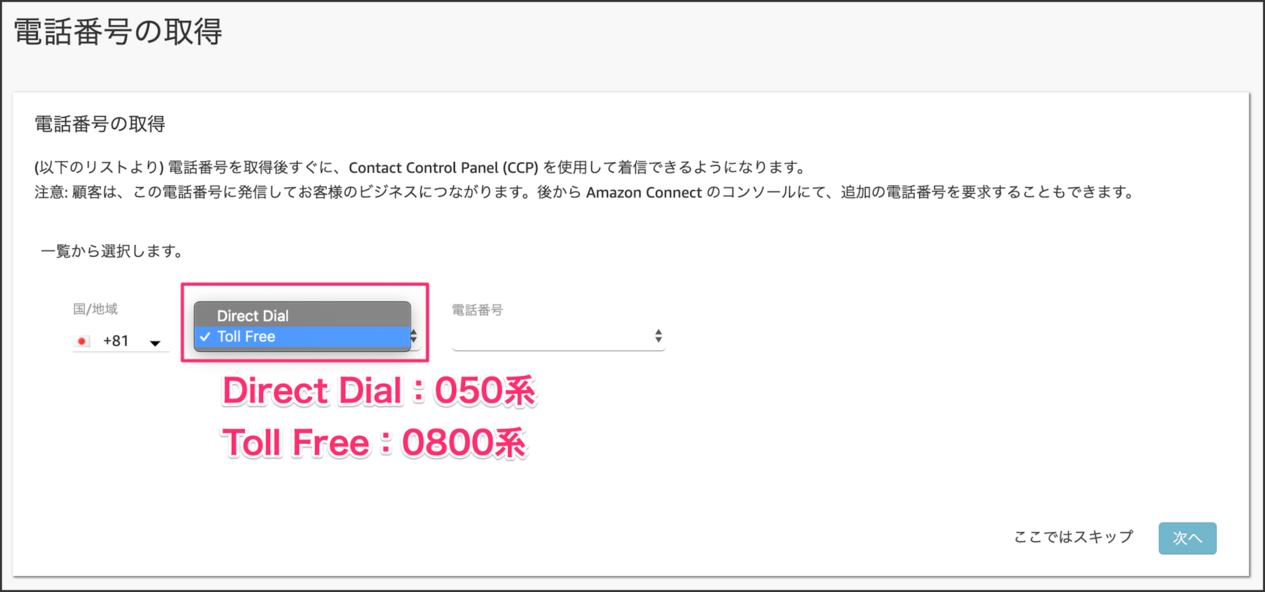 電話番号の取得
電話番号の取得
(以下のリストより) 電話番号を取得後すぐに、Contact Control Panel (CCP) を使用して着信できるようになります。
注意: 顧客は、この電話番号に発信してお客様のビジネスにつながります。後から Amazon Connect のコンソールにて、追加の電話番号を要求することもできます。
一覧から選択します。
国/地域
+81
Direct Dial
✓ Toll Free
電話番号
Direct Dial：050系
Toll Free：0800系
ここではスキップ
次へ